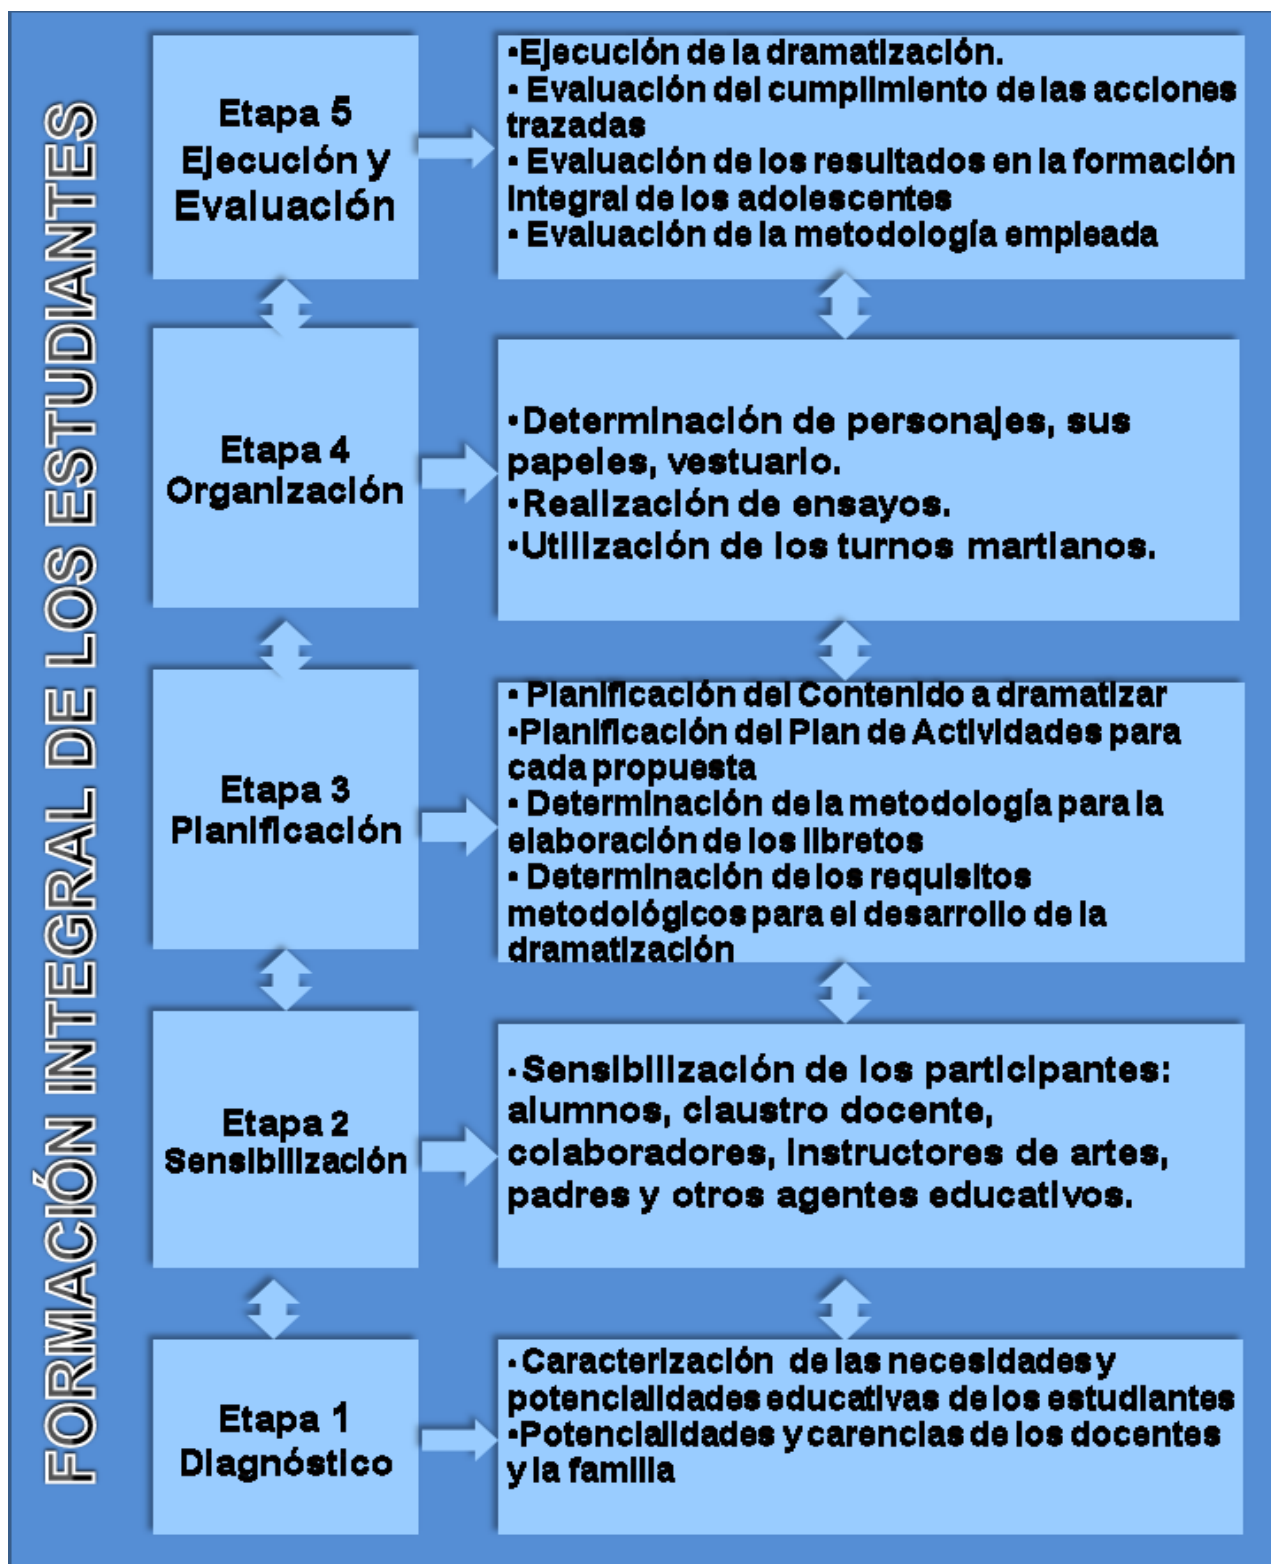 FORMACIÓN INTEGRAL DE LOS ESTUDIANTES
Etapa 5
Ejecución y
Evaluación
•Ejecución de la dramatización.
• Evaluación del cumplimiento de las acciones
trazadas
• Evaluación de los resultados en la formación
integral de los adolescentes
• Evaluación de la metodología empleada
Etapa 4
Organización
•Determinación de personajes, sus
papeles, vestuario.
•Realización de ensayos.
•Utilización de los turnos martianos.
Etapa 3
Planificación
• Planificación del Contenido a dramatizar
•Planificación del Plan de Actividades para
cada propuesta
• Determinación de la metodología para la
elaboración de los libretos
• Determinación de los requisitos
metodológicos para el desarrollo de la
dramatización
Etapa 2
Sensibilización
• Sensibilización de los participantes:
alumnos, claustro docente,
colaboradores, instructores de artes,
padres y otros agentes educativos.
Etapa 1
Diagnóstico
• Caracterización de las necesidades y
potencialidades educativas de los estudiantes
•Potencialidades y carencias de los docentes
y la familia